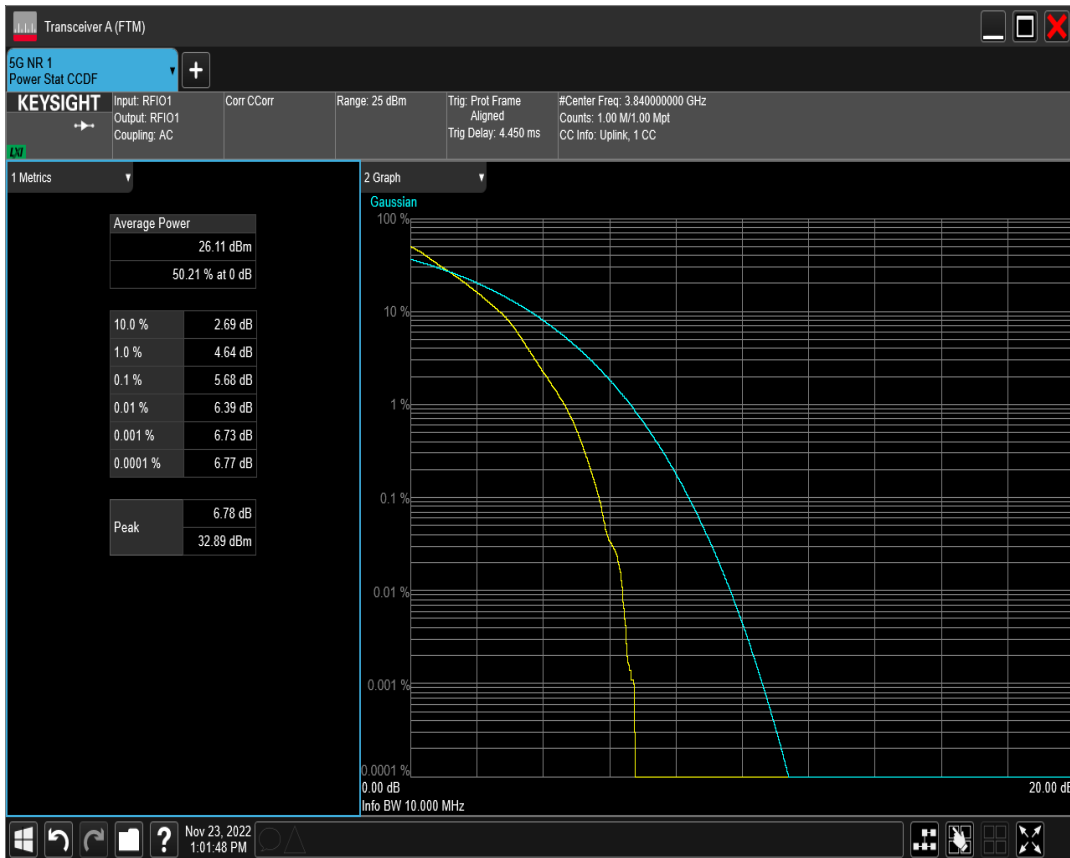 Transceiver A (FTM)
5G NR 1
Power Stat CCDF
+
KEYSIGHT
LXI
Input: RFIO1
Output: RFIO1
Coupling: AC
Corr CCorr
Range: 25 dBm
Trig: Prot Frame
Aligned
Trig Delay: 4.450 ms
#Center Freq: 3.840000000 GHz
Counts: 1.00 M/1.00 Mpt
CC Info: Uplink, 1 CC
1 Metrics
Average Power
26.11 dBm
50.21 % at 0 dB
10.0 % 2.69 dB
1.0 % 4.64 dB
0.1 % 5.68 dB
0.01 % 6.39 dB
0.001 % 6.73 dB
0.0001 % 6.77 dB
Peak 6.78 dB
32.89 dBm
2 Graph
Gaussian
100 %
10 %
1 %
0.1 %
0.01 %
0.001 %
0.0001 %
0.00 dB 20.00 dB
Info BW 10.000 MHz
?
Nov 23, 2022
1:01:48 PM